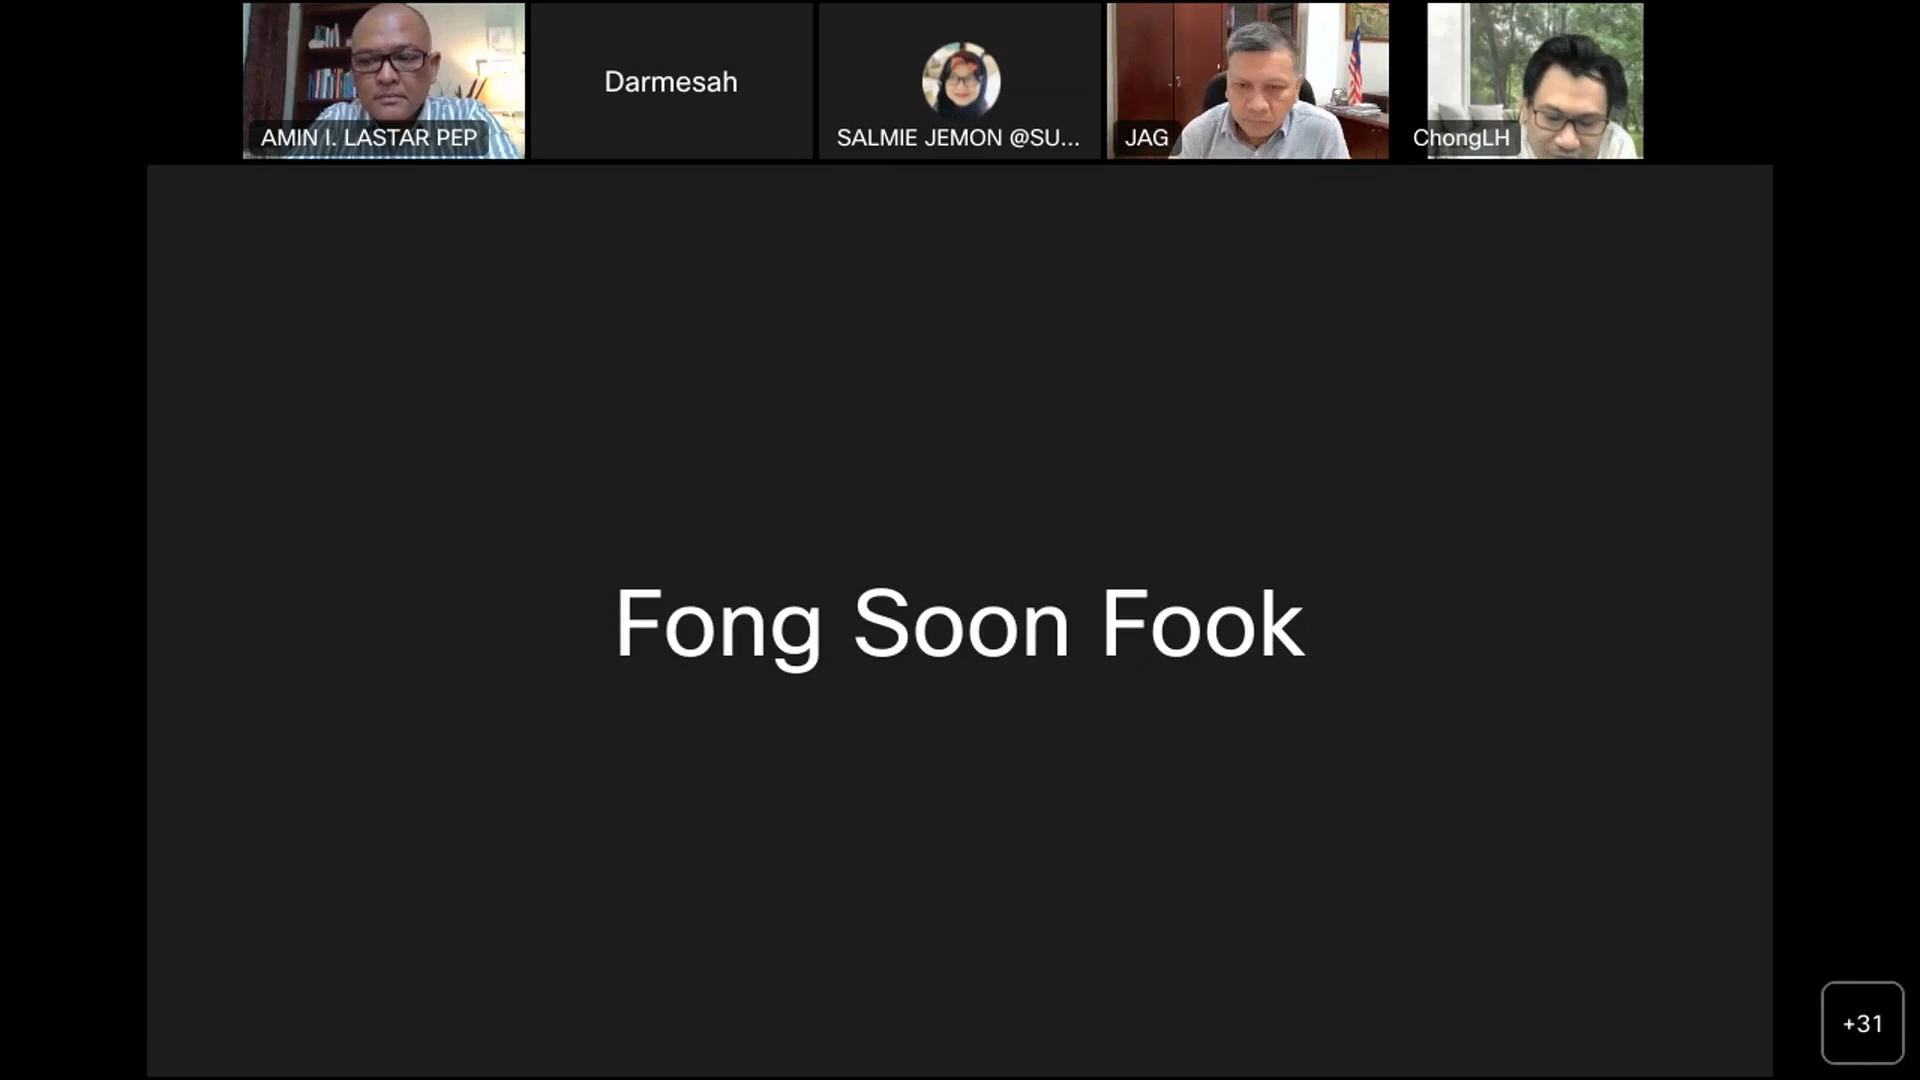 AMIN I. LASTAR PEP
Darmesah
SALMIE JEMON @SU...
JAG
ChongLH
Fong Soon Fook
+31